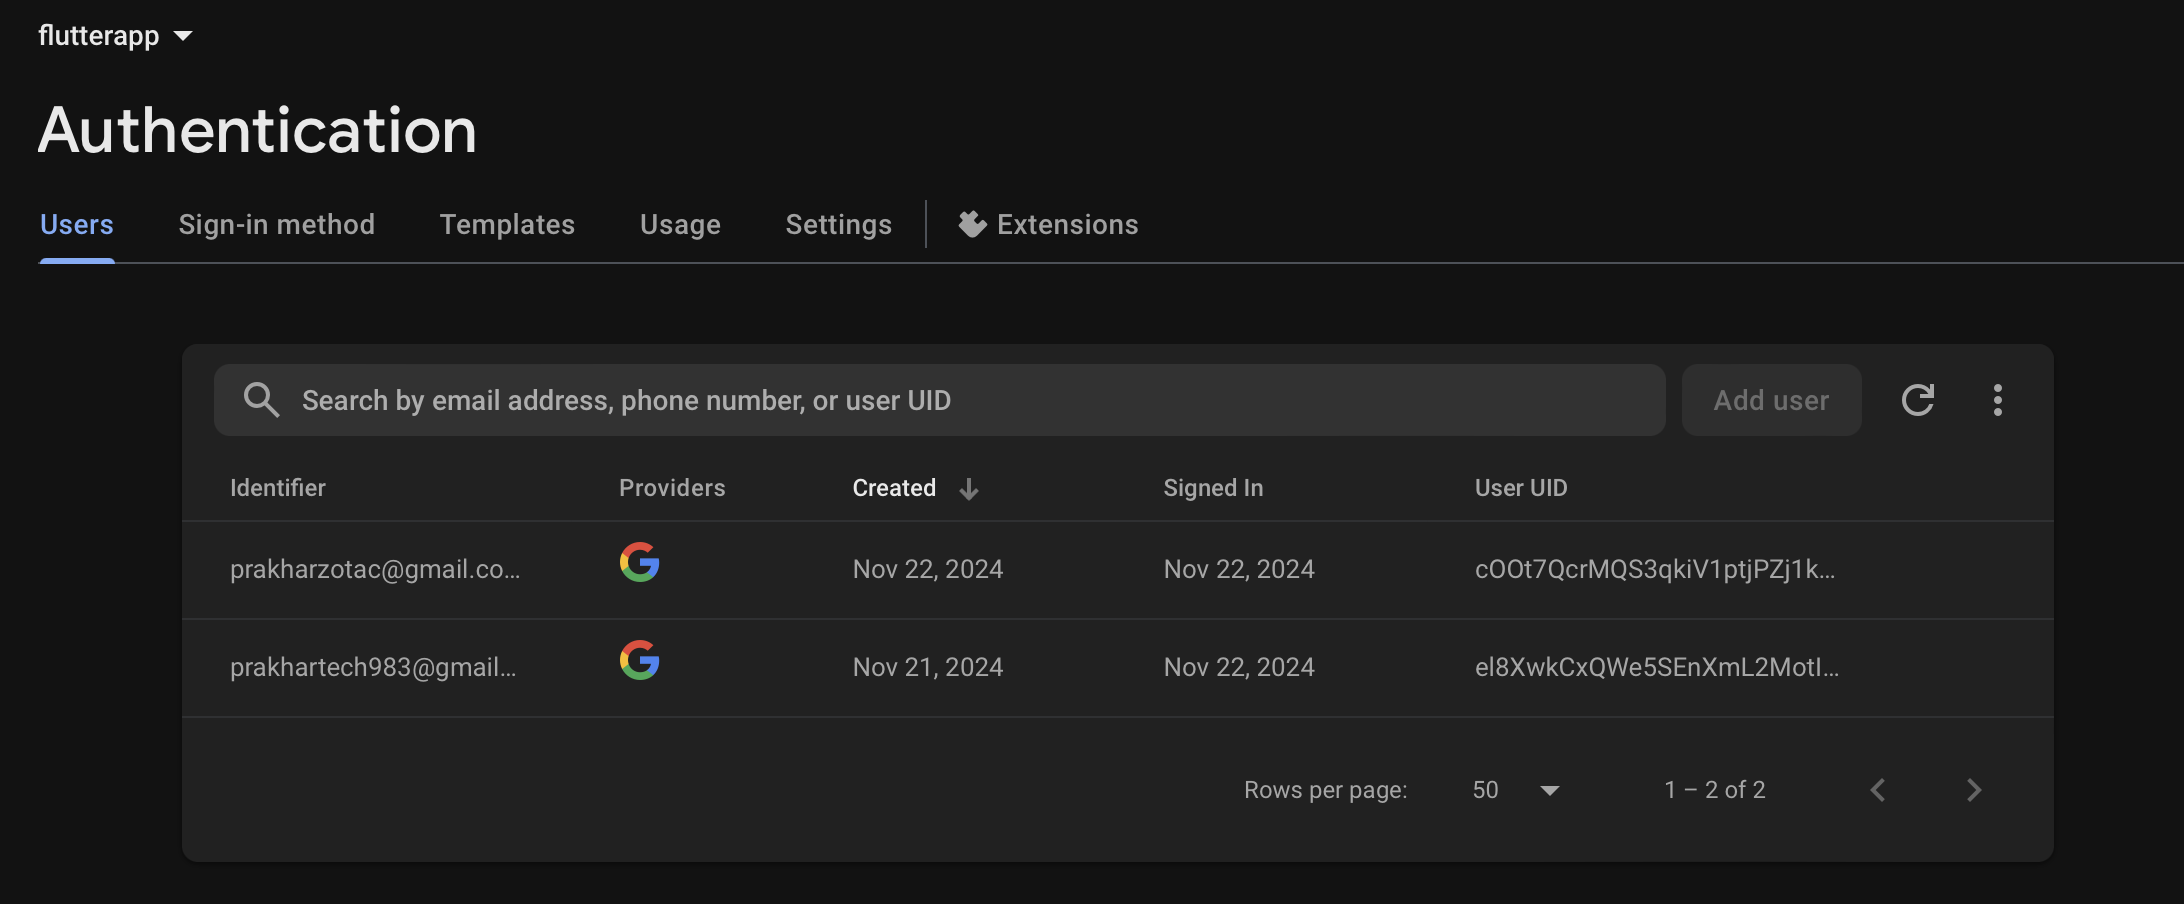 flutterapp
Authentication
Users Sign-in method Templates Usage Settings Extensions
Search by email address, phone number, or user UID Add user
Identifier Providers Created Signed In User UID
prakharzotac@gmail.co... Nov 22, 2024 Nov 22, 2024 cOOt7QcrMQS3qkiV1ptjPZj1k...
prakhartech983@gmail... Nov 21, 2024 Nov 22, 2024 el8XwkCxQWe5SEnXmL2MotI...
Rows per page: 50 1 – 2 of 2